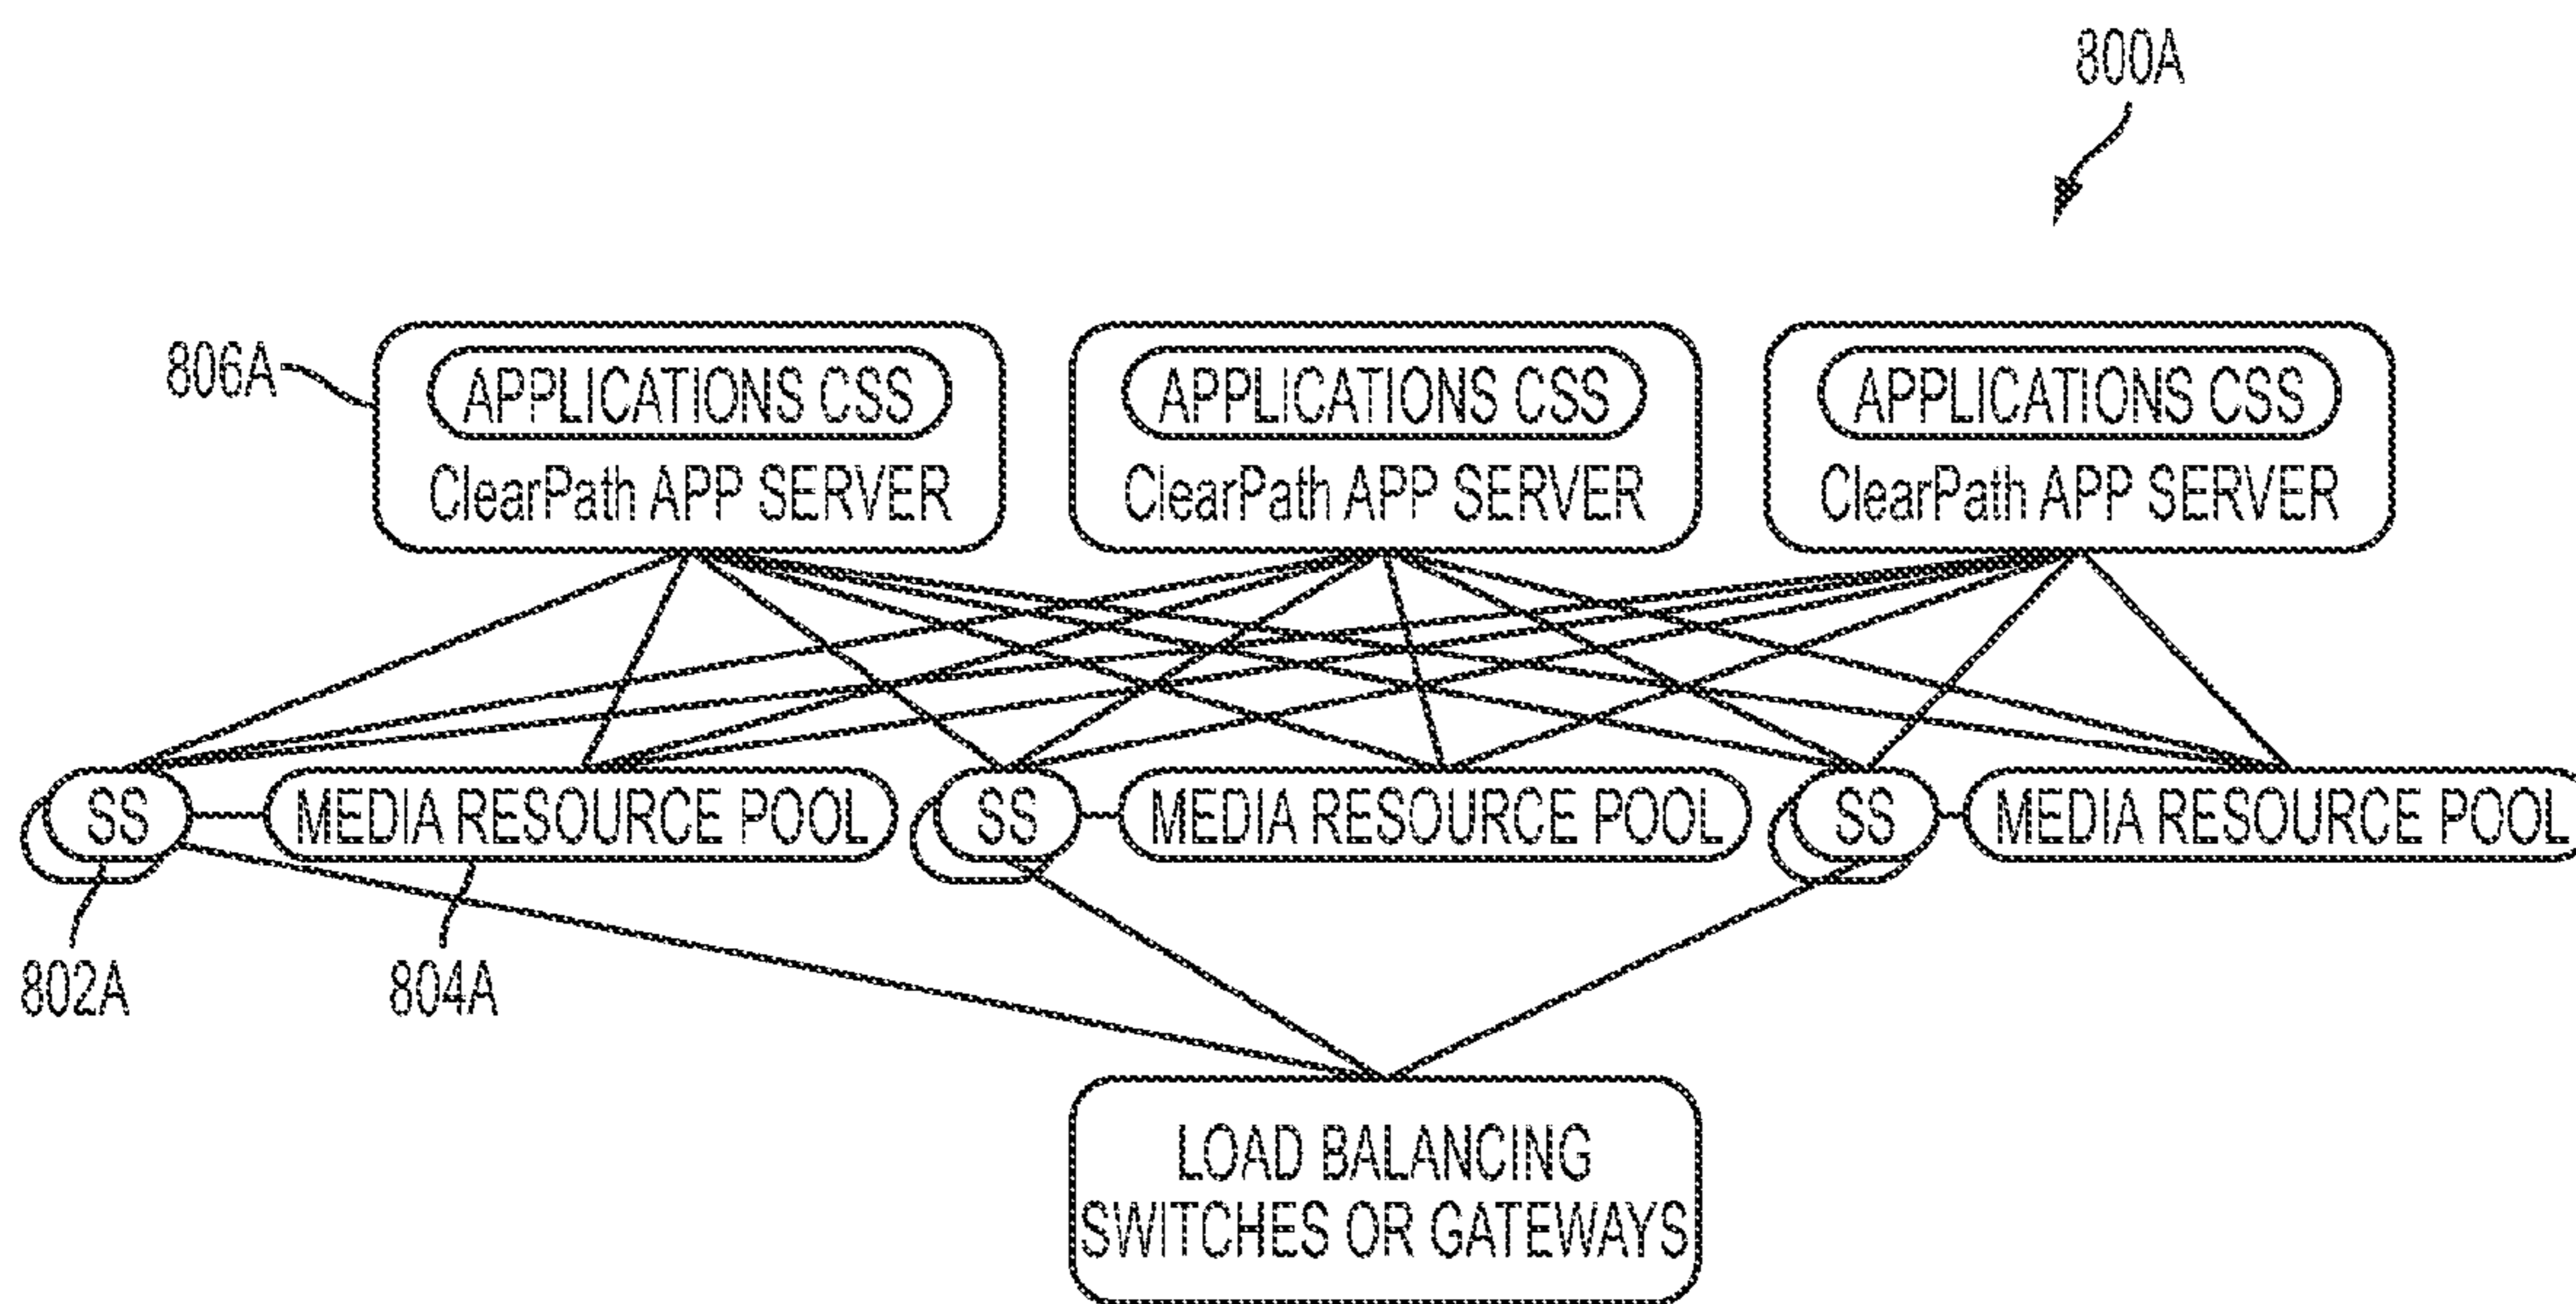 800A
806A
APPLICATIONS CSS
ClearPath APP SERVER
APPLICATIONS CSS
ClearPath APP SERVER
APPLICATIONS CSS
ClearPath APP SERVER
SS
MEDIA RESOURCE POOL
SS
MEDIA RESOURCE POOL
SS
MEDIA RESOURCE POOL
802A
804A
LOAD BALANCING
SWITCHES OR GATEWAYS